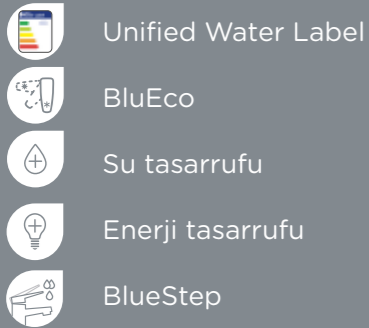 Unified Water Label
BluEco
Su tasarrufu
Enerji tasarrufu
BlueStep